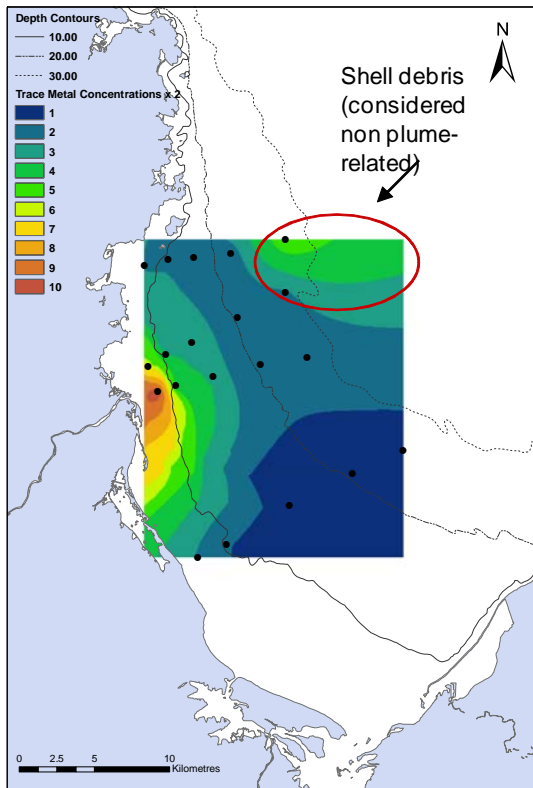 Depth Contours
10.00
20.00
30.00
Trace Metal Concentrations x 2
1
2
3
4
5
6
7
8
9
10
N
Shell debris
(considered
non plume-
related)
0 2.5 5 10
Kilometres